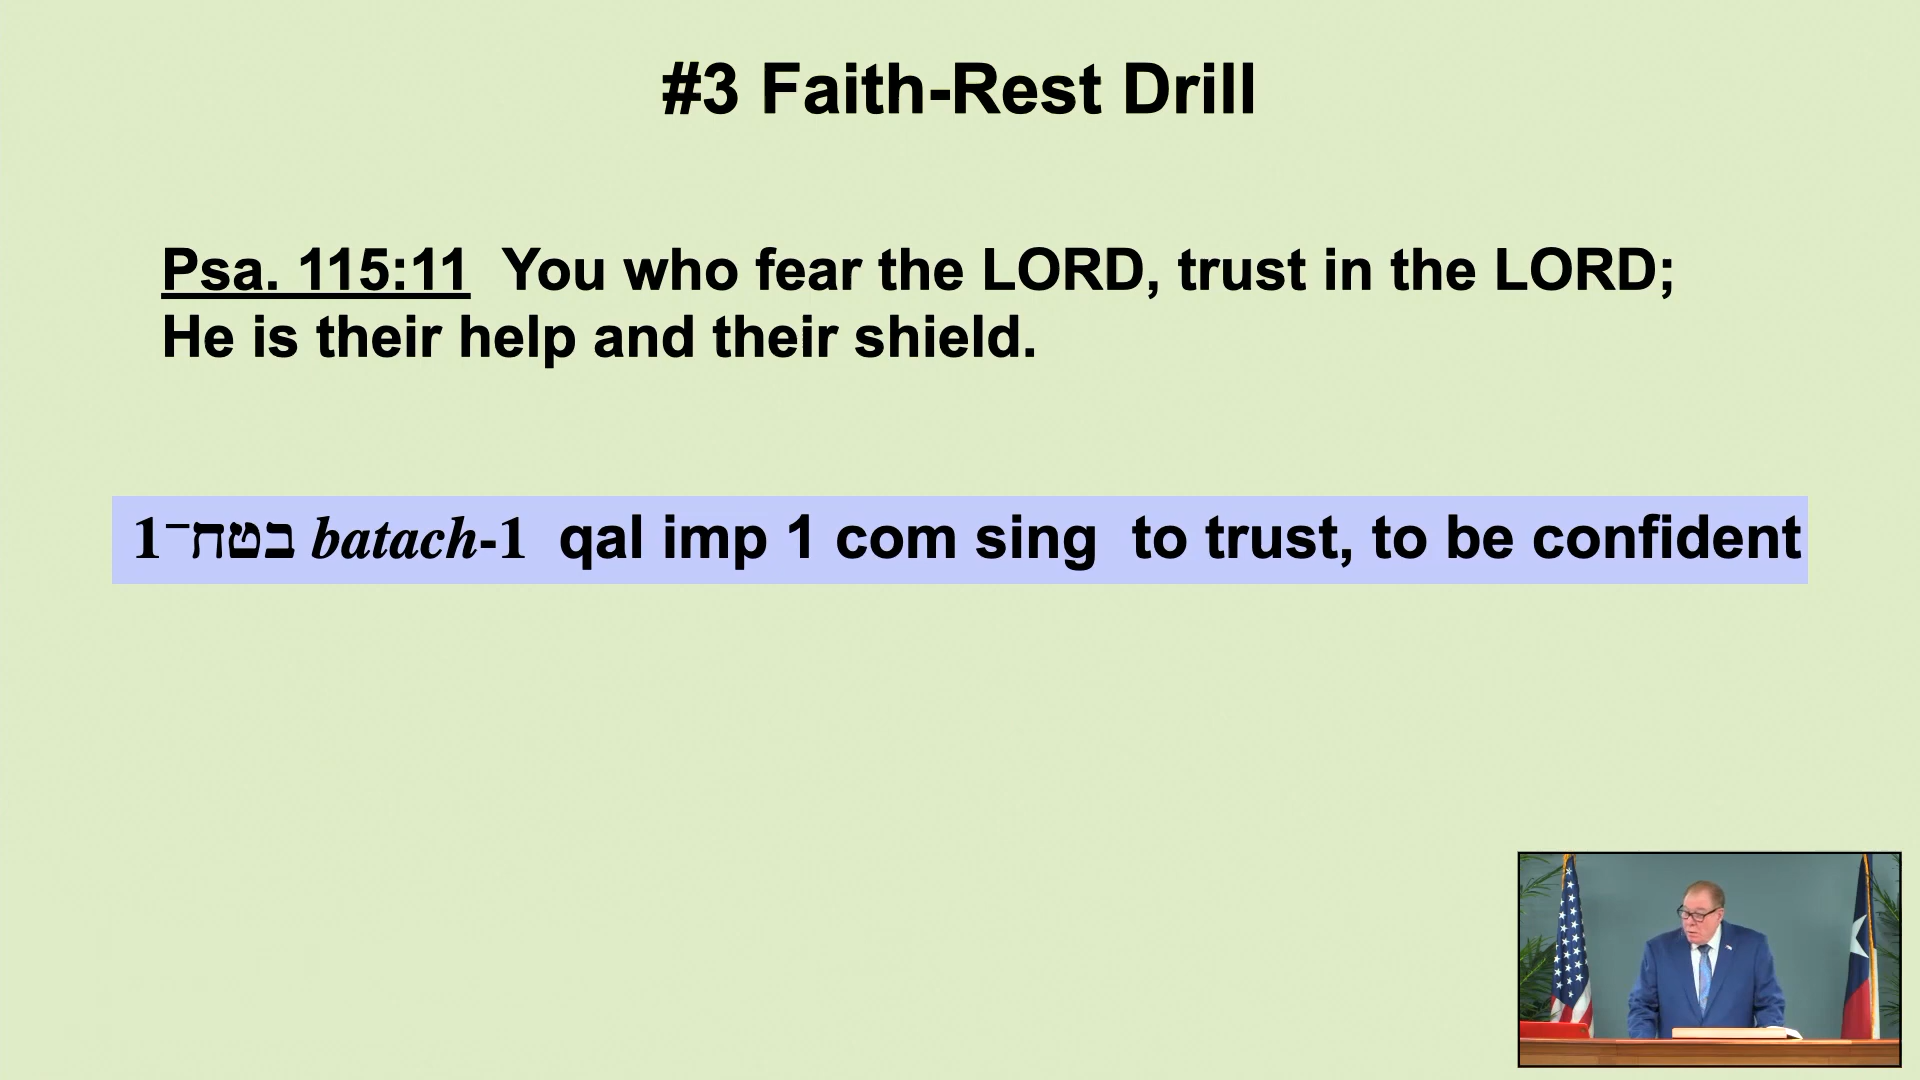 #3 Faith-Rest Drill
Psa. 115:11 You who fear the LORD, trust in the LORD;
He is their help and their shield.
בטח־1 batach-1 qal imp 1 com sing to trust, to be confident